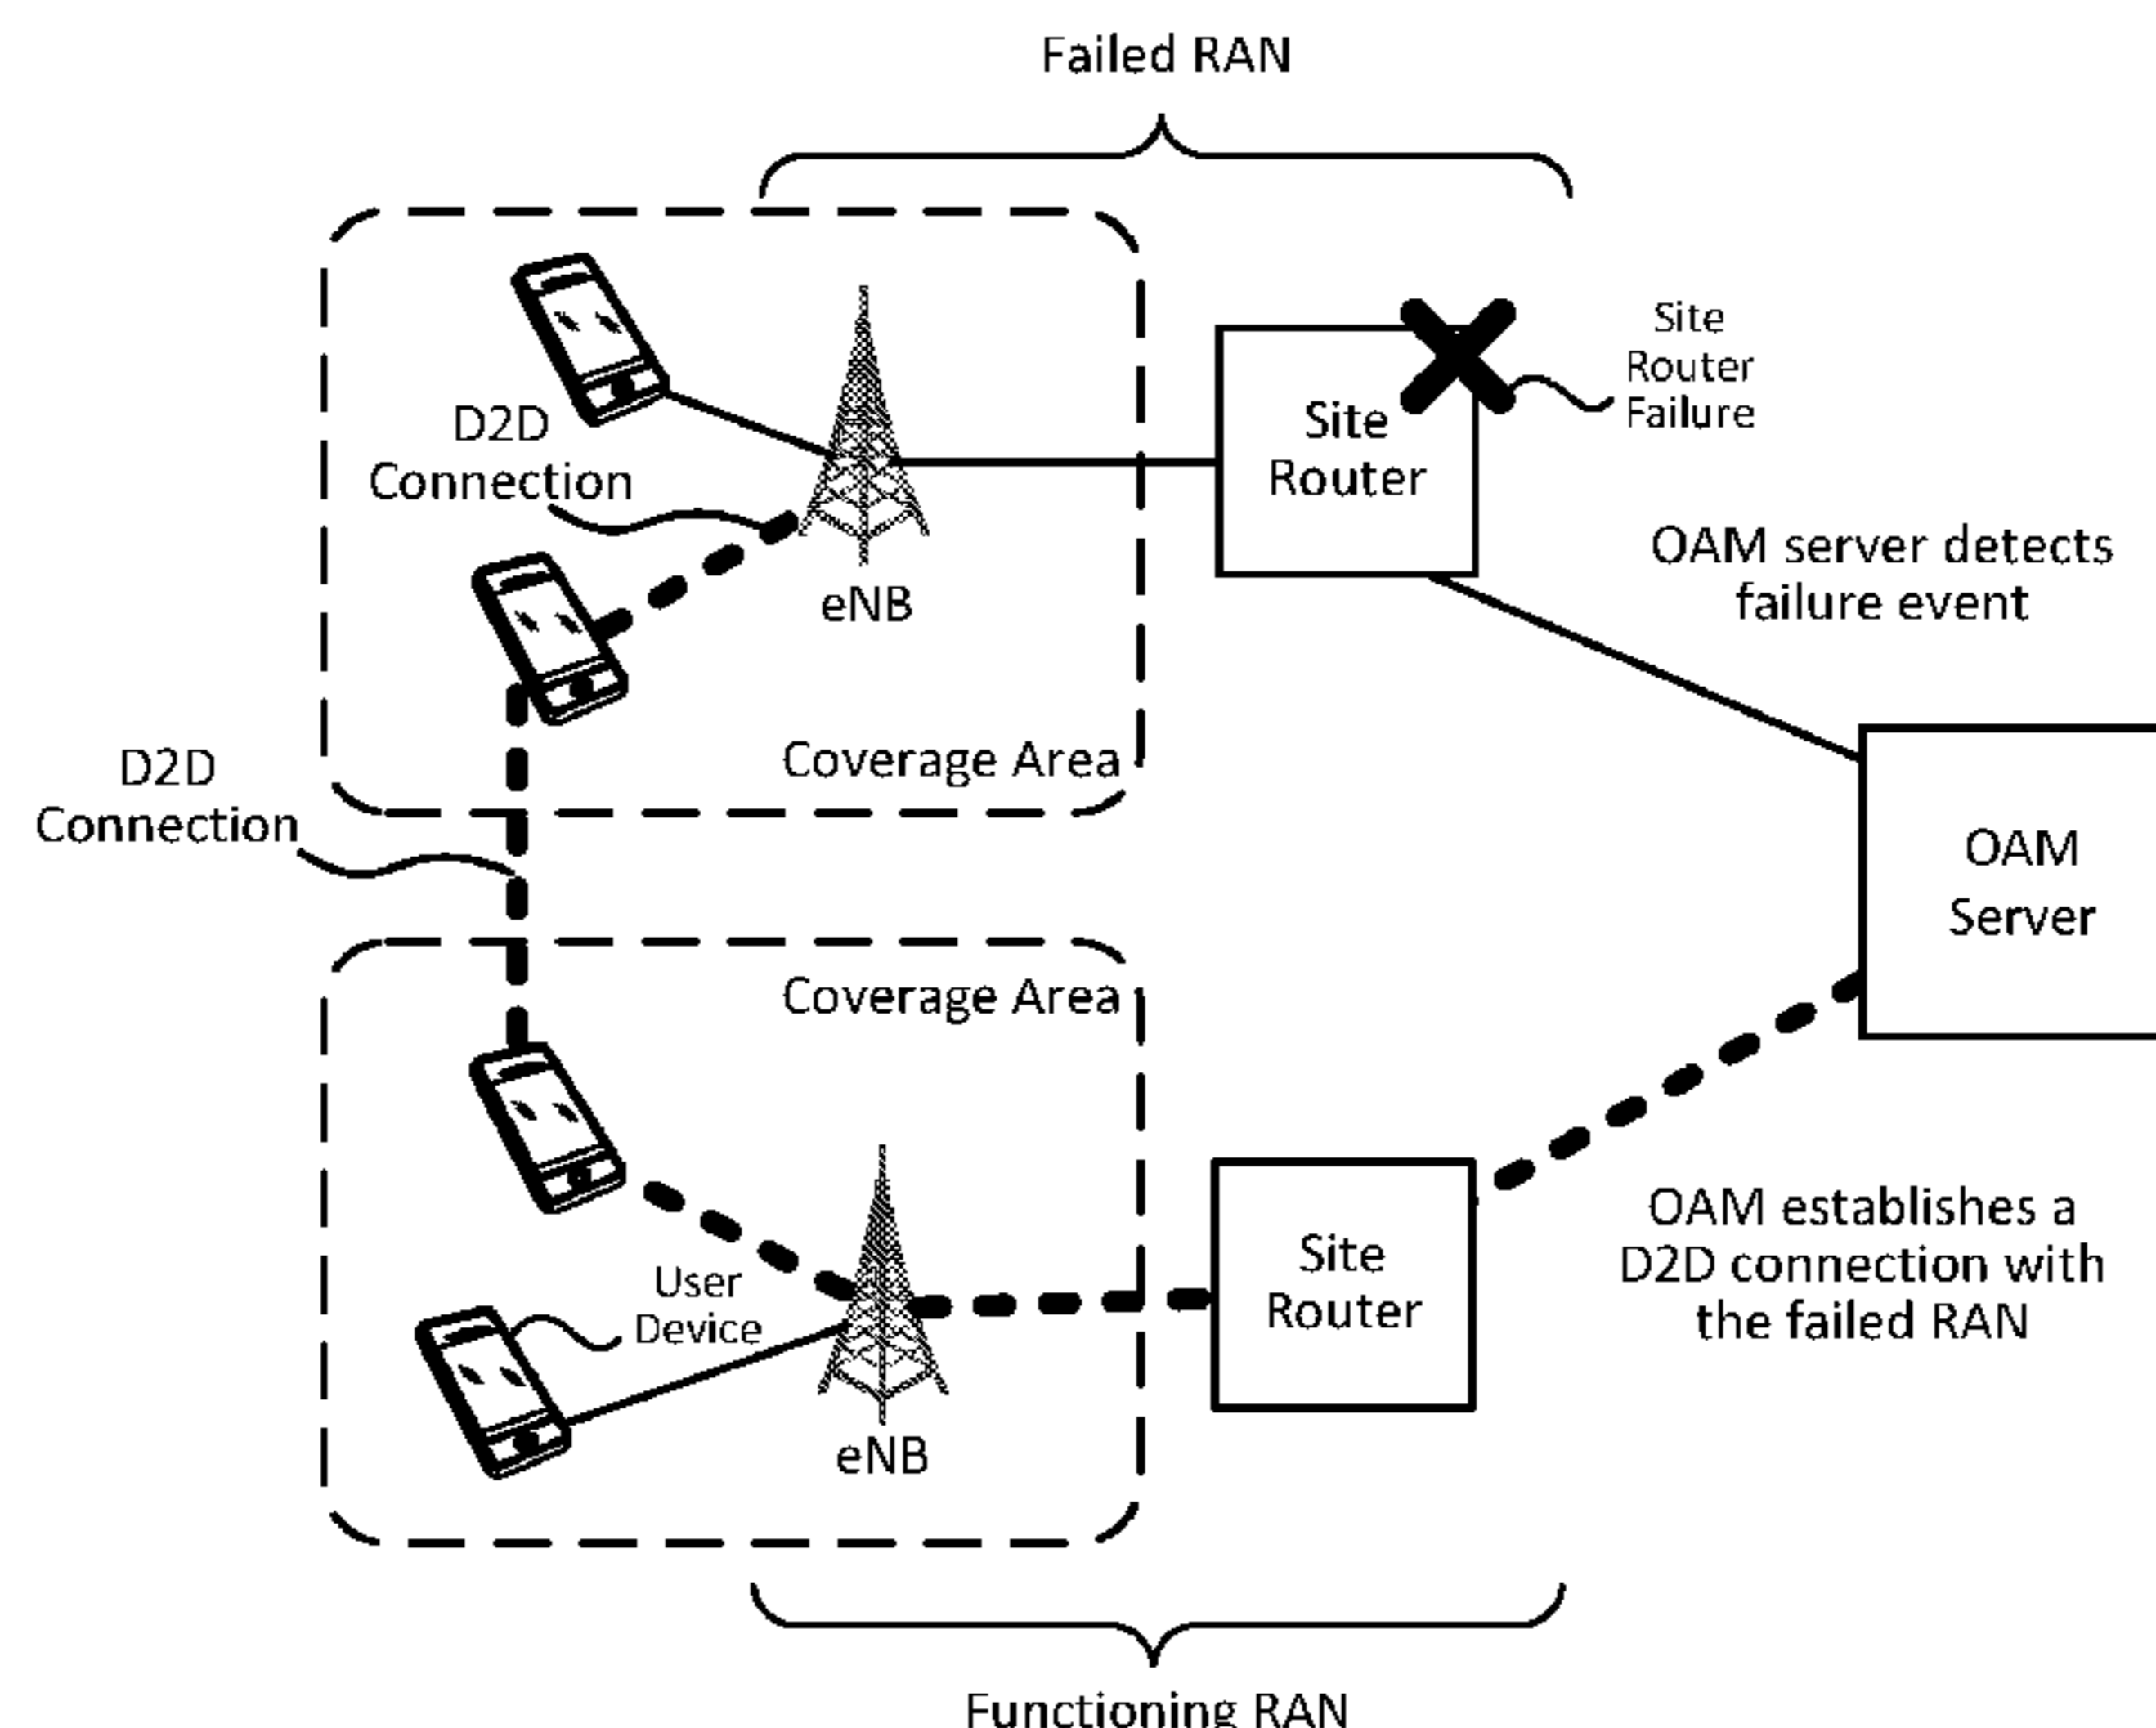 Failed RAN
Site
Router
Failure
Site
Router
D2D
Connection
eNB
OAM server detects
failure event
Coverage Area
D2D
Connection
OAM
Server
Coverage Area
User
Device
Site
Router
OAM establishes a
D2D connection with
the failed RAN
eNB
Functioning RAN